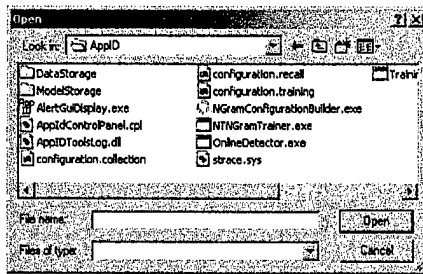 Open
Look in: AppID
DataStorage
ModelStorage
AlertGuiDisplay.exe
AppIdControlPanel.cpl
AppIDToolsLog.dll
configuration.collection
configuration.recall
configuration.training
NGramConfigurationBuilder.exe
NTNGramTrainer.exe
OnlineDetector.exe
strace.sys
Trainin
File name: Open
Files of type: Cancel